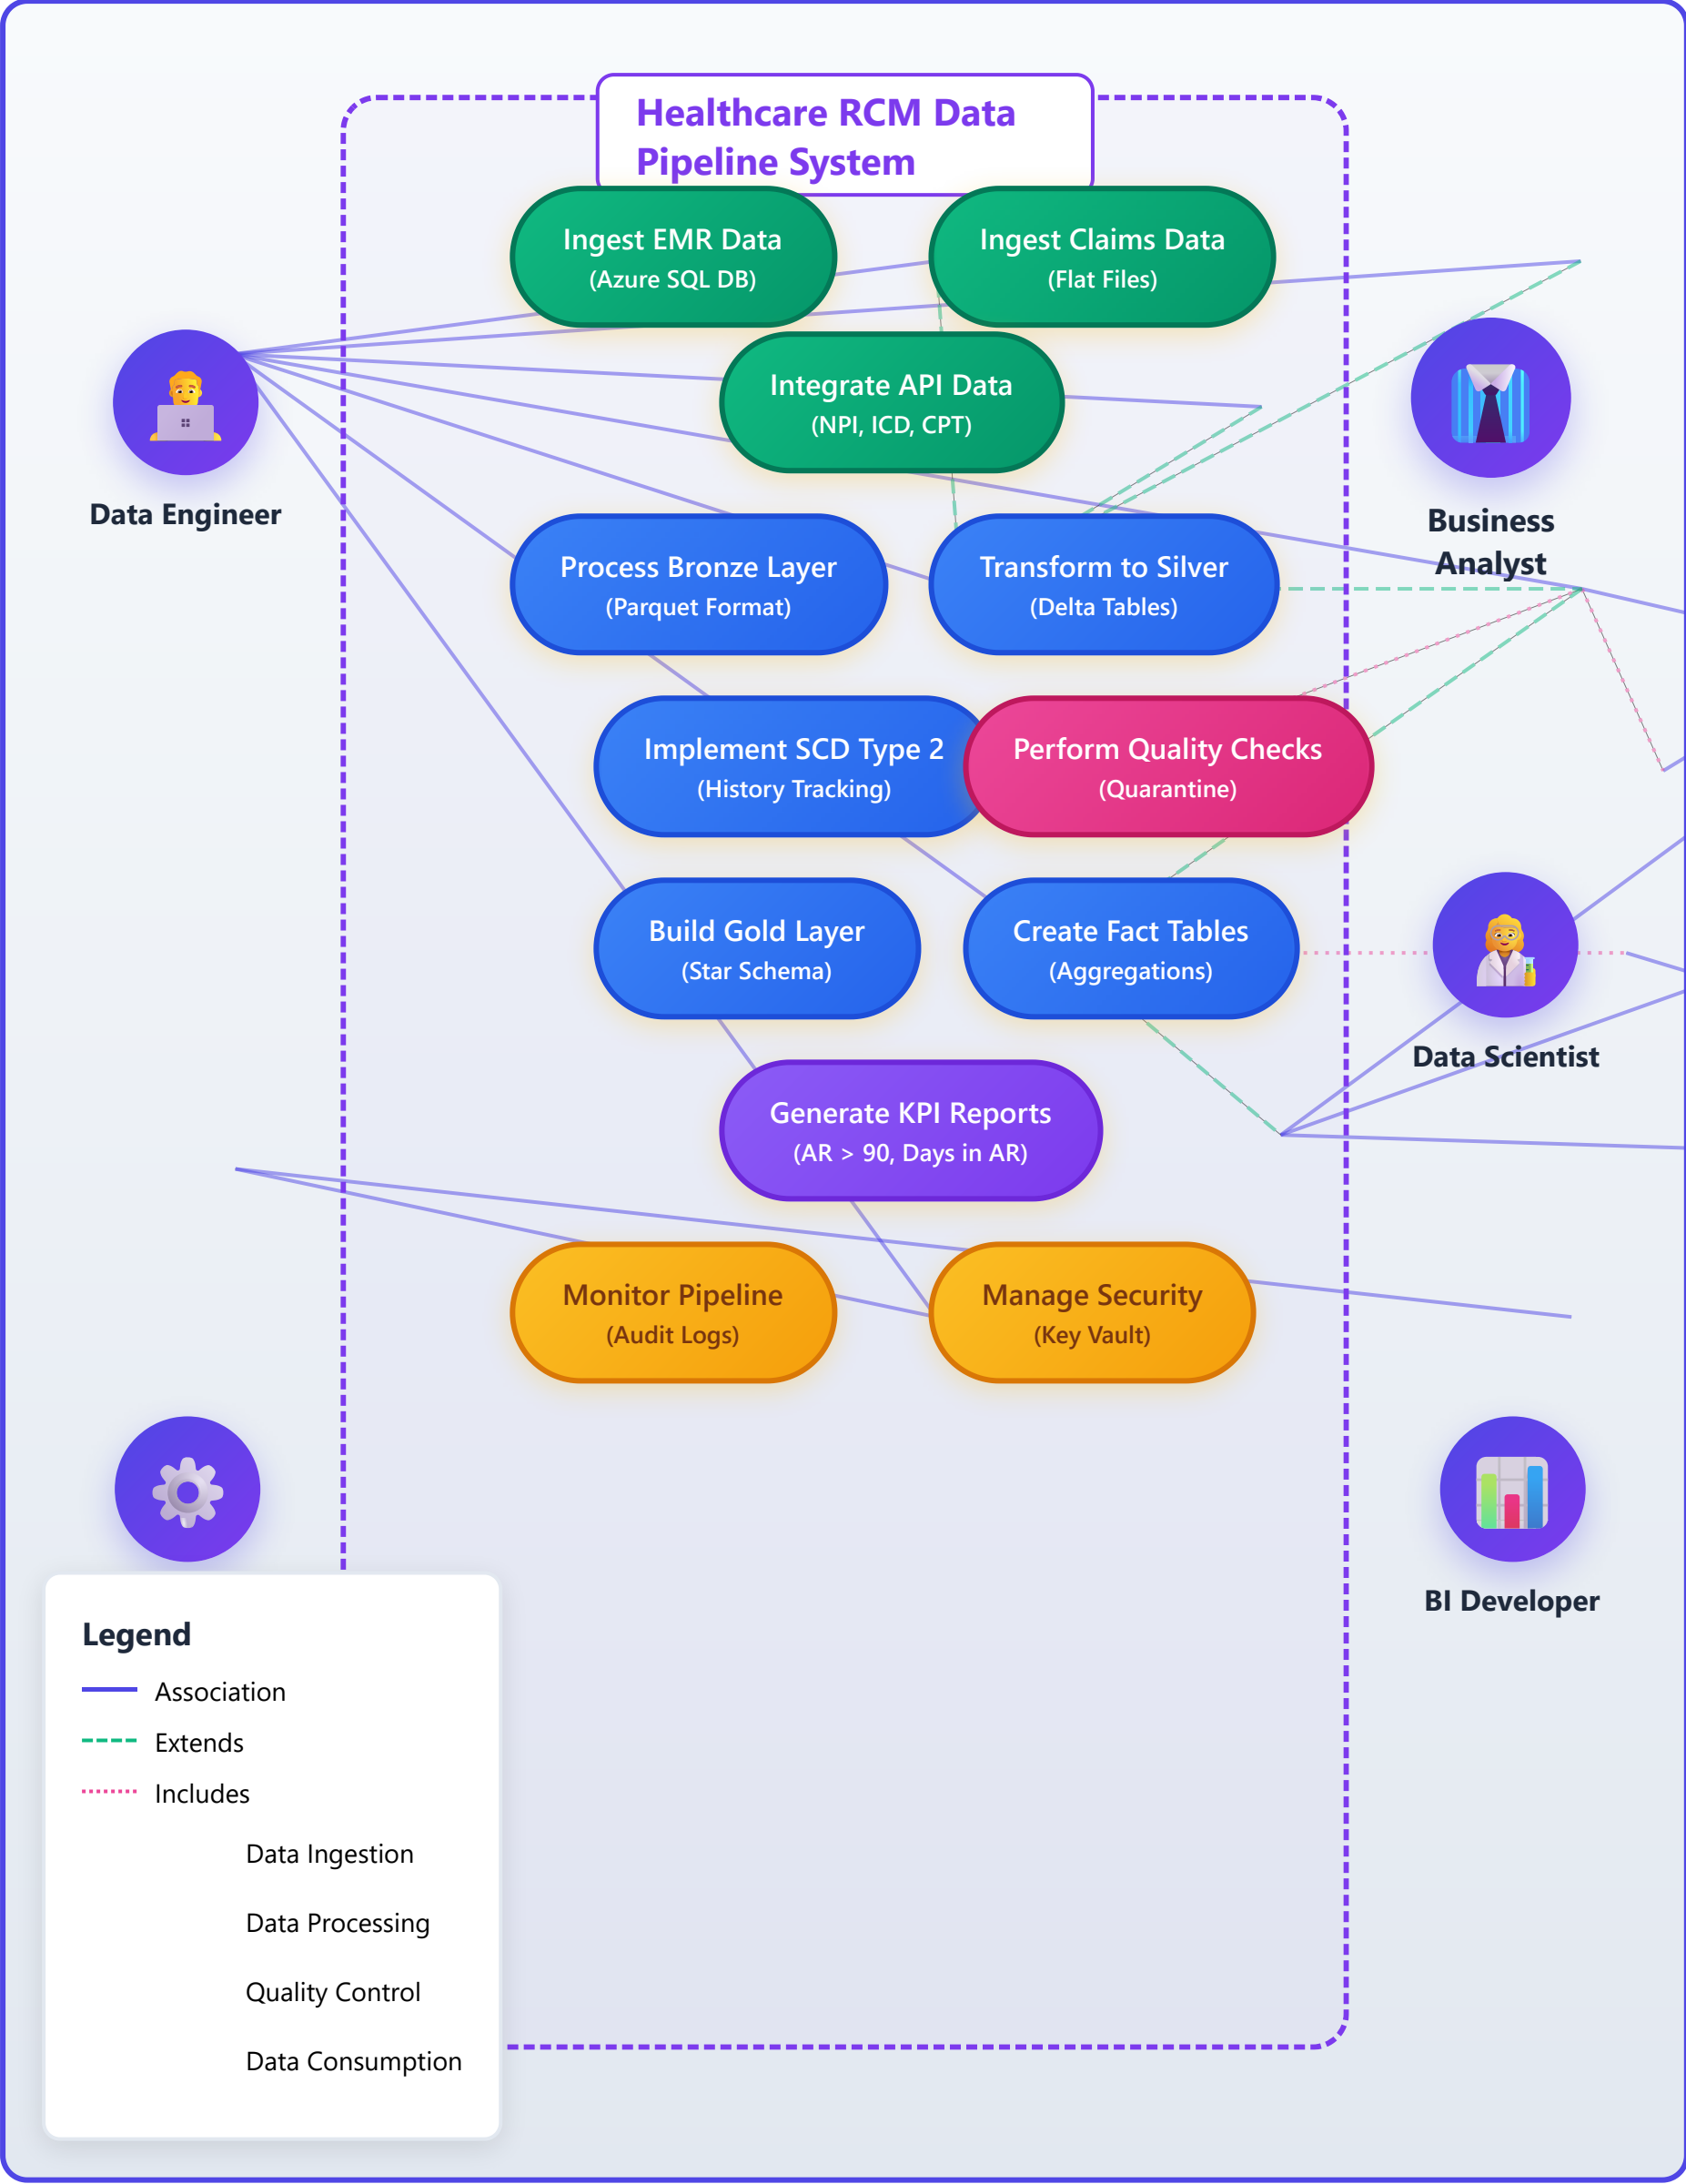 Healthcare RCM Data
Pipeline System
Ingest EMR Data
(Azure SQL DB)
Ingest Claims Data
(Flat Files)
Integrate API Data
(NPI, ICD, CPT)
Data Engineer
Business
Analyst
Process Bronze Layer
(Parquet Format)
Transform to Silver
(Delta Tables)
Implement SCD Type 2
(History Tracking)
Perform Quality Checks
(Quarantine)
Build Gold Layer
(Star Schema)
Create Fact Tables
(Aggregations)
Data Scientist
Generate KPI Reports
(AR > 90, Days in AR)
Monitor Pipeline
(Audit Logs)
Manage Security
(Key Vault)
BI Developer
Legend
Association
Extends
Includes
Data Ingestion
Data Processing
Quality Control
Data Consumption